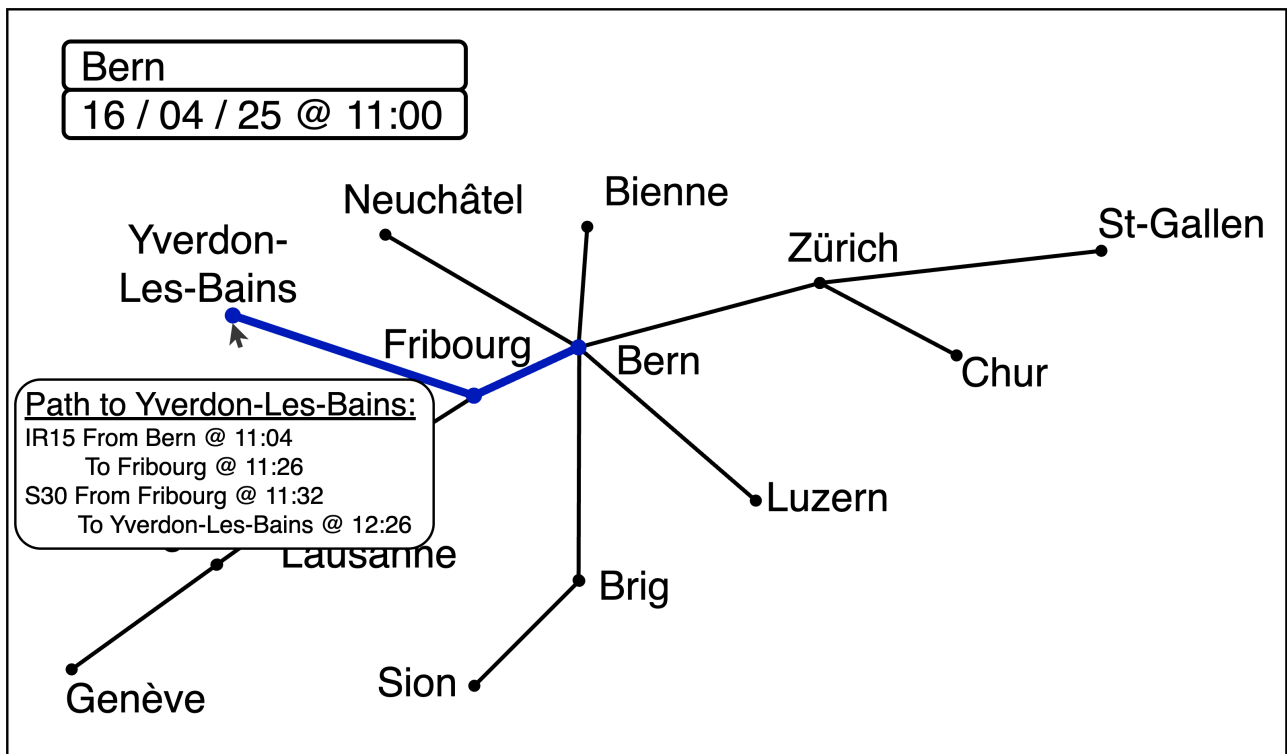 Bern
16 / 04 / 25 @ 11:00
Neuchâtel
Bienne
St-Gallen
Yverdon-
Les-Bains
Zürich
Fribourg
Bern
Chur
Path to Yverdon-Les-Bains:
IR15 From Bern @ 11:04
To Fribourg @ 11:26
S30 From Fribourg @ 11:32
To Yverdon-Les-Bains @ 12:26
Luzern
Lausanne
Brig
Sion
Genève